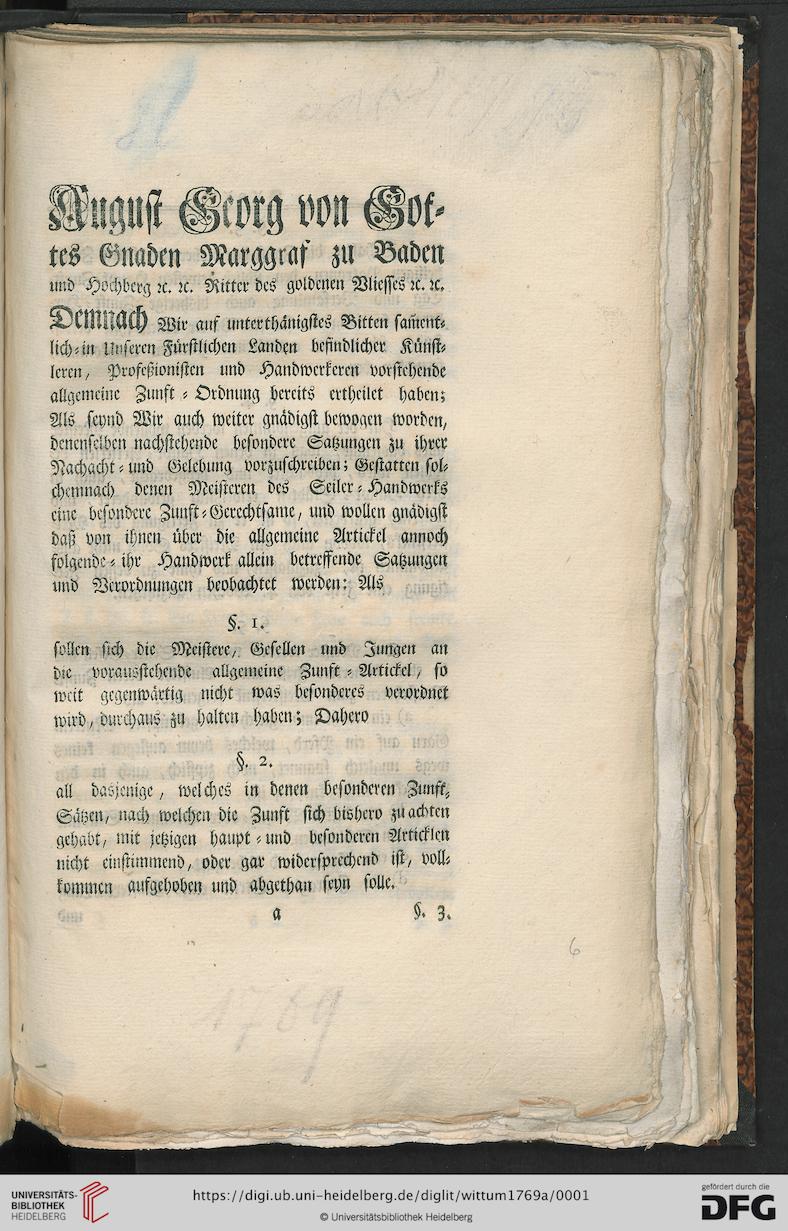 August Georg von Got-
tes Gnaden Marggraf zu Baden
und Hochberg ꝛc. ꝛc. Ritter des goldenen Vliesses ꝛc. ꝛc.
Demnach Wir auf unterthänigstes Bitten sam̃ent-
lich-in Unseren Fürstlichen Landen befindlicher Künst-
leren, Profeßionisten und Handwerkeren vorstehende
allgemeine Zunft-Ordnung bereits ertheilet haben;
Als seynd Wir auch weiter gnädigst bewogen worden,
denenselben nachstehende besondere Satzungen zu ihrer
Nachacht-und Gelebung vorzuschreiben; Gestatten sol-
chemnach denen Meisteren des Seiler-Handwerks
eine besondere Zunft-Gerechtsame, und wollen gnädigst
daß von ihnen über die allgemeine Artickel annoch
folgende-ihr Handwerk allein betreffende Satzungen
und Verordnungen beobachtet werden: Als
§. 1.
sollen sich die Meistere, Gesellen und Jungen an
die vorausstehende allgemeine Zunft-Artickel, so
weit gegenwärtig nicht was besonderes verordnet
wird, durchaus zu halten haben; Dahero
§. 2.
all dasjenige, welches in denen besonderen Zunft-
Sätzen, nach welchen die Zunft sich bishero zu achten
gehabt, mit jetzigen haupt-und besonderen Articklen
nicht einstimmend, oder gar widersprechend ist, voll-
kommen aufgehoben und abgethan seyn solle.
a §. 3.
6
1769
UNIVERSITÄTS-
BIBLIOTHEK
HEIDELBERG
https://digi.ub.uni-heidelberg.de/diglit/wittum1769a/0001
© Universitätsbibliothek Heidelberg
gefördert durch die
DFG